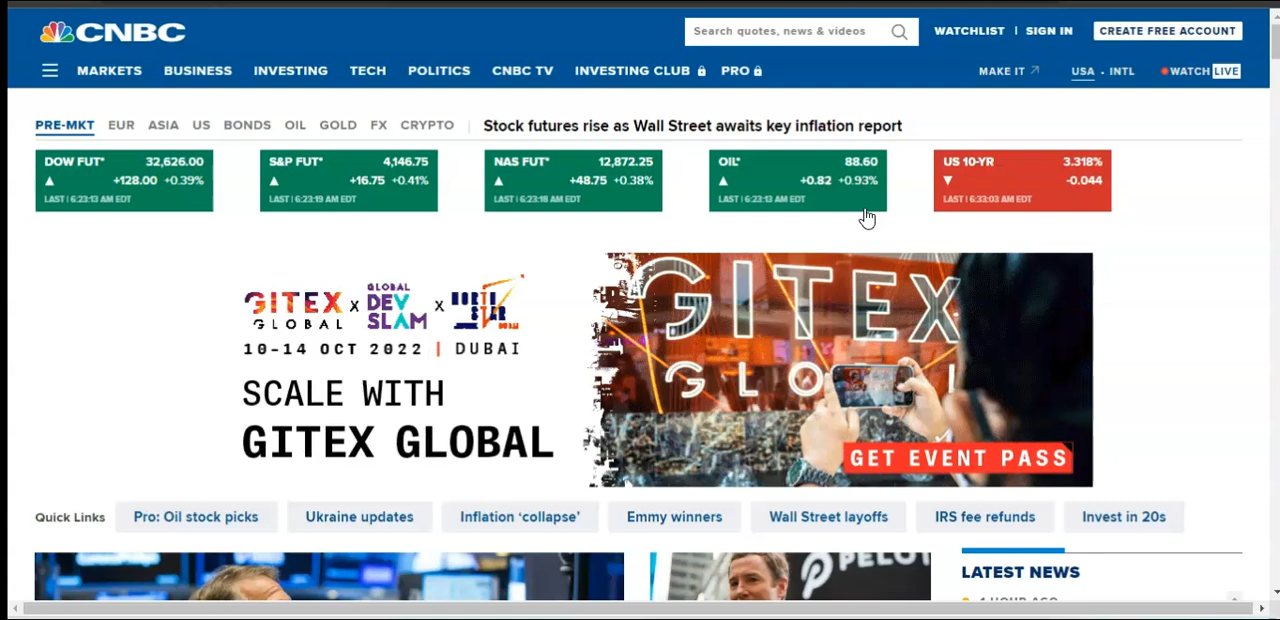 CNBC
Search quotes, news & videos
WATCHLIST | SIGN IN
CREATE FREE ACCOUNT
MARKETS BUSINESS INVESTING TECH POLITICS CNBC TV INVESTING CLUB PRO
MAKE IT USA · INTL WATCH LIVE
PRE-MKT EUR ASIA US BONDS OIL GOLD FX CRYPTO
Stock futures rise as Wall Street awaits key inflation report
DOW FUT* 32,626.00
+128.00 +0.39%
LAST | 6:23:13 AM EDT
S&P FUT* 4,146.75
+16.75 +0.41%
LAST | 6:23:19 AM EDT
NAS FUT* 12,872.25
+48.75 +0.38%
LAST | 6:23:18 AM EDT
OIL* 88.60
+0.82 +0.93%
LAST | 6:23:13 AM EDT
US 10-YR 3.318%
-0.044
LAST | 6:33:03 AM EDT
GITEX GLOBAL x GLOBAL DEV SLAM x
10-14 OCT 2022 | DUBAI
SCALE WITH
GITEX GLOBAL
GITEX
GLO
GET EVENT PASS
Quick Links
Pro: Oil stock picks
Ukraine updates
Inflation ‘collapse’
Emmy winners
Wall Street layoffs
IRS fee refunds
Invest in 20s
PELOT
LATEST NEWS
1 HOUR AGO